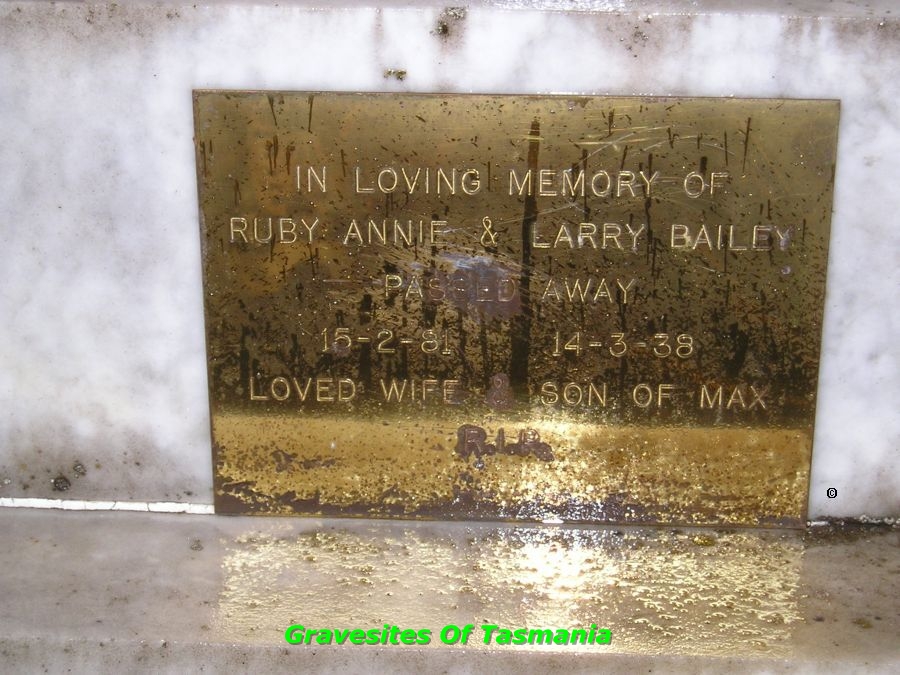 IN LOVING MEMORY OF
RUBY ANNIE & LARRY BAILEY
PASSED AWAY
15-2-81 14-3-38
LOVED WIFE & SON OF MAX
R.I.P.
©
Gravesites Of Tasmania